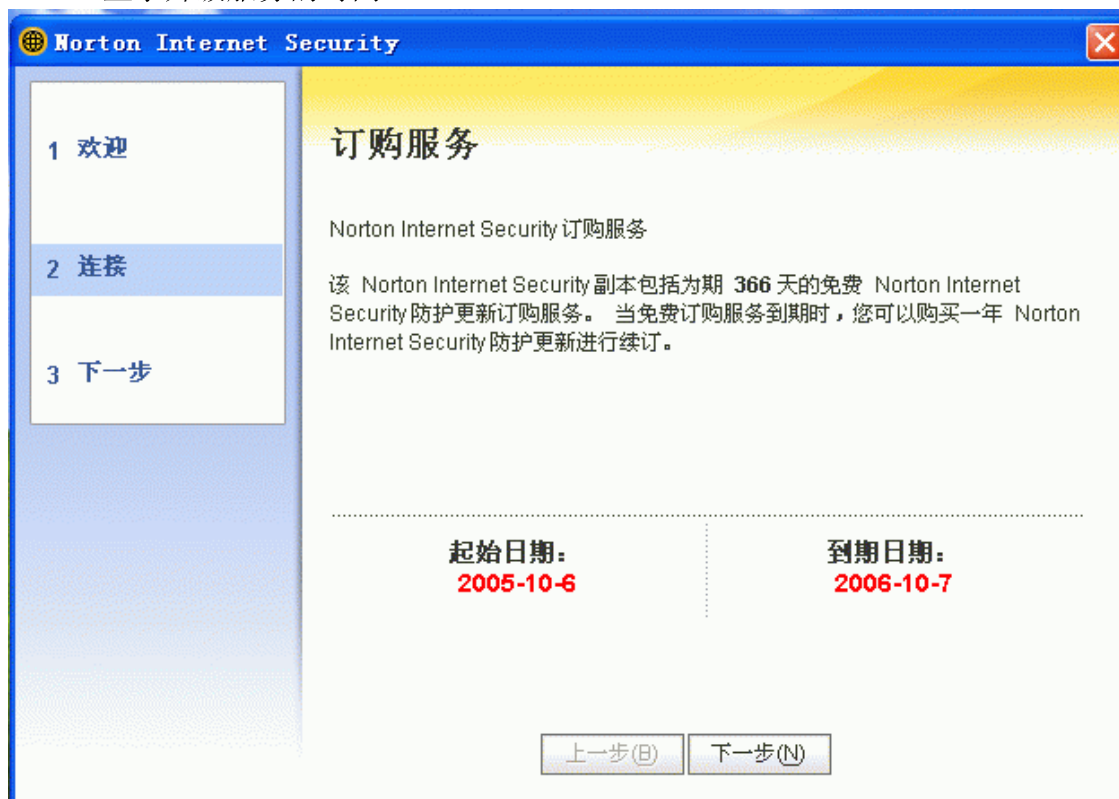 Norton Internet Security
1 欢迎
2 连接
3 下一步
订购服务
Norton Internet Security 订购服务
该 Norton Internet Security 副本包括为期 366 天的免费 Norton Internet
Security 防护更新订购服务。 当免费订购服务到期时，您可以购买一年 Norton
Internet Security 防护更新进行续订。
起始日期：
2005-10-6
到期日期：
2006-10-7
上一步(B)
下一步(N)